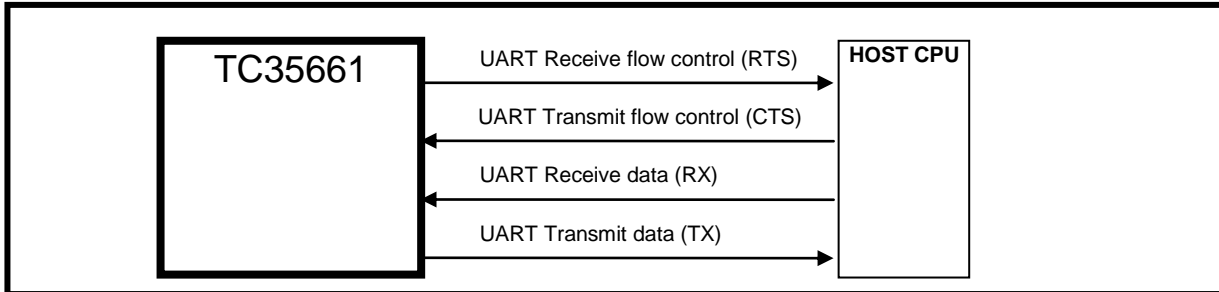 TC35661
UART Receive flow control (RTS)
HOST CPU
UART Transmit flow control (CTS)
UART Receive data (RX)
UART Transmit data (TX)